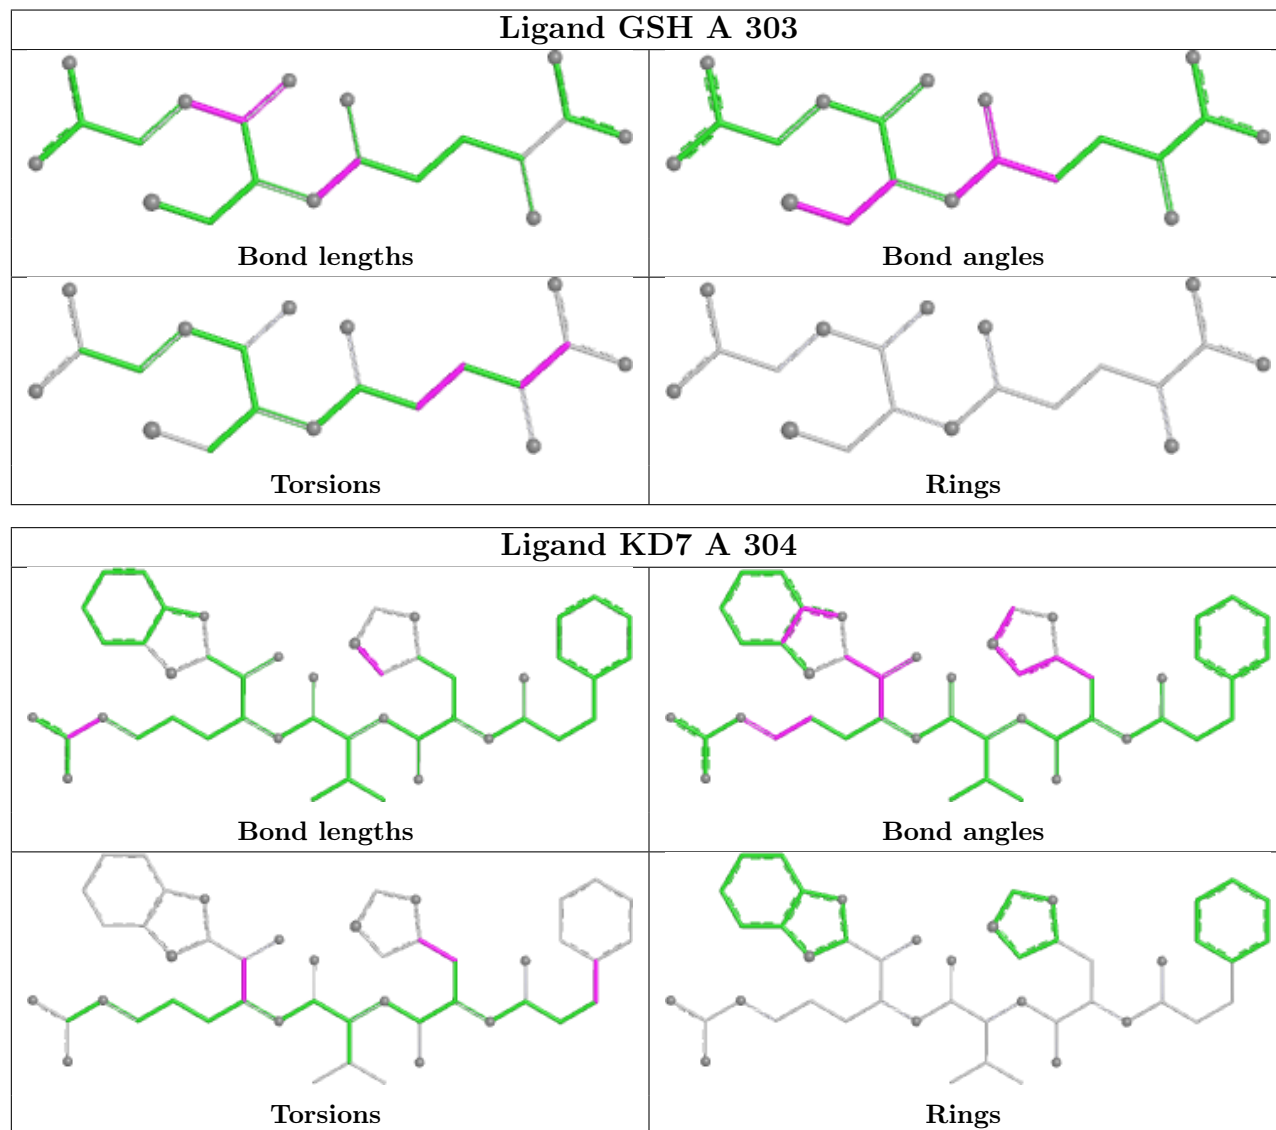 Ligand GSH A 303
Bond lengths
Bond angles
Torsions
Rings
Ligand KD7 A 304
Bond lengths
Bond angles
Torsions
Rings